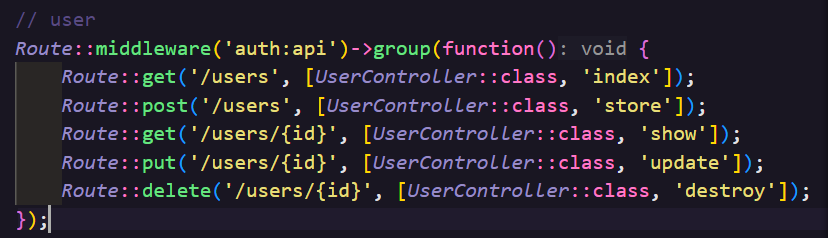 // user
Route::middleware('auth:api')->group(function(): void {
    Route::get('/users', [UserController::class, 'index']);
    Route::post('/users', [UserController::class, 'store']);
    Route::get('/users/{id}', [UserController::class, 'show']);
    Route::put('/users/{id}', [UserController::class, 'update']);
    Route::delete('/users/{id}', [UserController::class, 'destroy']);
});